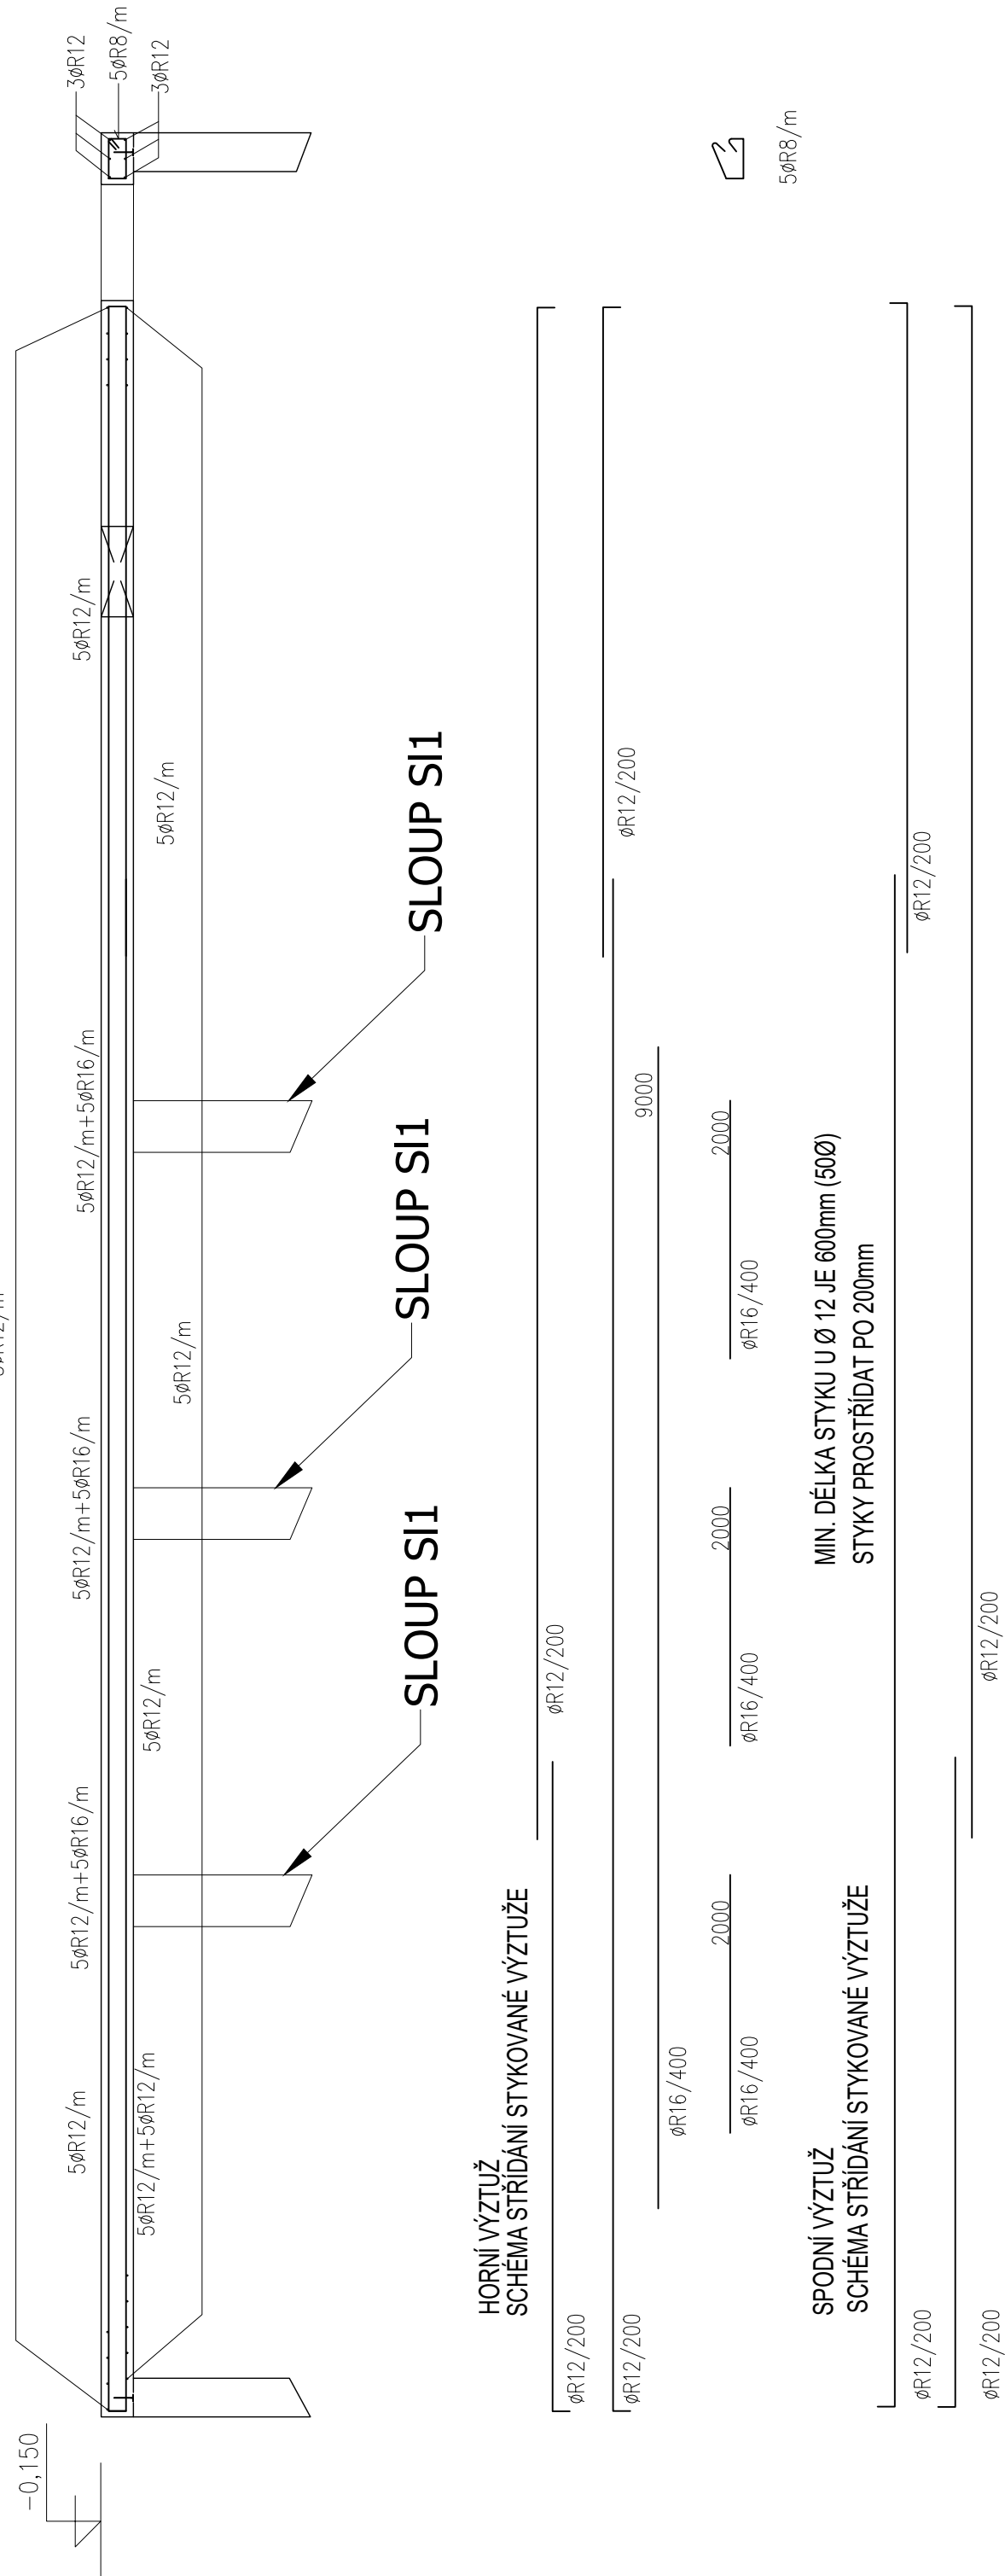 -0,150
5øR12/m
5øR12/m+5øR16/m
5øR12/m+5øR16/m
5øR12/m+5øR16/m
5øR12/m
3øR12
5øR8/m
3øR12
5øR12/m+5øR12/m
5øR12/m
5øR12/m
5øR12/m
SLOUP Sl1
SLOUP Sl1
SLOUP Sl1
HORNÍ VÝZTUŽ
SCHÉMA STŘÍDÁNÍ STYKOVANÉ VÝZTUŽE
øR12/200
øR12/200
øR12/200
øR12/200
øR16/400
9000
øR16/400
2000
øR16/400
2000
øR16/400
2000
5øR8/m
MIN. DÉLKA STYKU U Ø 12 JE 600mm (50Ø)
STYKY PROSTŘÍDAT PO 200mm
SPODNÍ VÝZTUŽ
SCHÉMA STŘÍDÁNÍ STYKOVANÉ VÝZTUŽE
øR12/200
øR12/200
øR12/200
øR12/200